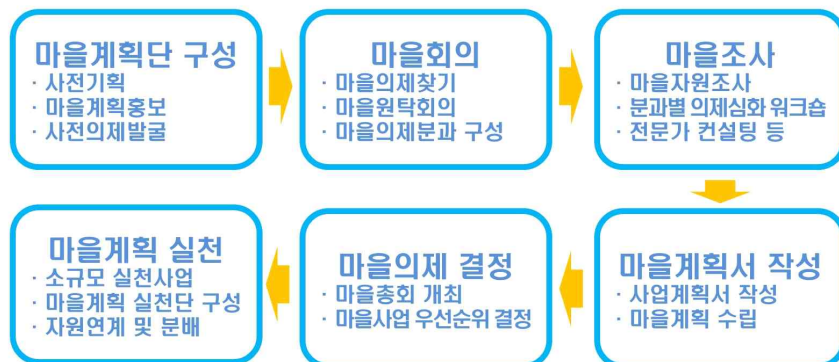 마을계획단 구성
· 사전기획
· 마을계획홍보
· 사전의제발굴
마을회의
· 마을의제찾기
· 마을원탁회의
· 마을의제분과 구성
마을조사
· 마을자원조사
· 분과별 의제심화 워크숍
· 전문가 컨설팅 등
마을계획서 작성
· 사업계획서 작성
· 마을계획 수립
마을의제 결정
· 마을총회 개최
· 마을사업 우선순위 결정
마을계획 실천
· 소규모 실천사업
· 마을계획 실천단 구성
· 자원연계 및 분배